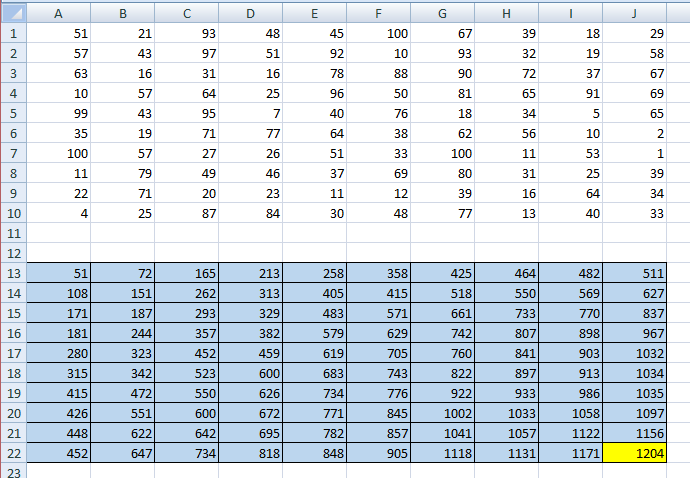 A B C D E F G H I J
1 51 21 93 48 45 100 67 39 18 29
2 57 43 97 51 92 10 93 32 19 58
3 63 16 31 16 78 88 90 72 37 67
4 10 57 64 25 96 50 81 65 91 69
5 99 43 95 7 40 76 18 34 5 65
6 35 19 71 77 64 38 62 56 10 2
7 100 57 27 26 51 33 100 11 53 1
8 11 79 49 46 37 69 80 31 25 39
9 22 71 20 23 11 12 39 16 64 34
10 4 25 87 84 30 48 77 13 40 33
11
12
13 51 72 165 213 258 358 425 464 482 511
14 108 151 262 313 405 415 518 550 569 627
15 171 187 293 329 483 571 661 733 770 837
16 181 244 357 382 579 629 742 807 898 967
17 280 323 452 459 619 705 760 841 903 1032
18 315 342 523 600 683 743 822 897 913 1034
19 415 472 550 626 734 776 922 933 986 1035
20 426 551 600 672 771 845 1002 1033 1058 1097
21 448 622 642 695 782 857 1041 1057 1122 1156
22 452 647 734 818 848 905 1118 1131 1171 1204
23